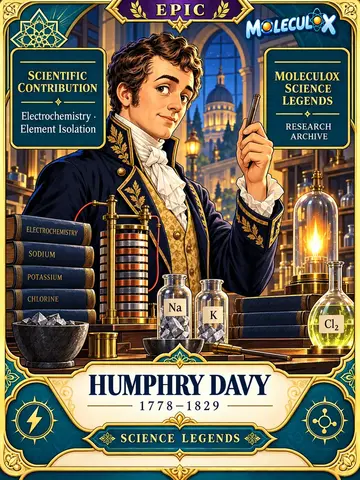 EPIC
MOLECULOX
SCIENTIFIC
CONTRIBUTION
Electrochemistry ·
Element Isolation
MOLECULOX
SCIENCE
LEGENDS
RESEARCH
ARCHIVE
ELECTROCHEMISTRY
SODIUM
POTASSIUM
CHLORINE
Na
K
Cl₂
HUMPHRY DAVY
1778–1829
SCIENCE LEGENDS